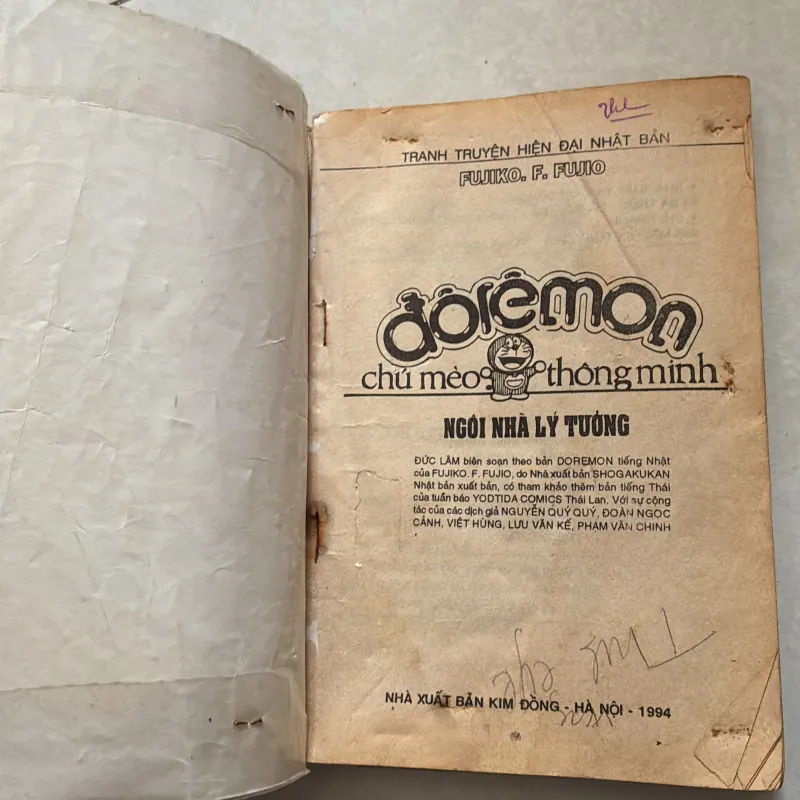 TRANH TRUYỆN HIỆN ĐẠI NHẬT BẢN
FUJIKO. F. FUJIO
đôrêmon
chú mèo thông minh
NGÔI NHÀ LÝ TƯỞNG
ĐỨC LÂM biên soạn theo bản DOREMON tiếng Nhật
của FUJIKO. F. FUJIO, do Nhà xuất bản SHOGAKUKAN
Nhật bản xuất bản, có tham khảo thêm bản tiếng Thái
của tuần báo YODTIDA COMICS Thái Lan. Với sự cộng
tác của các dịch giả NGUYỄN QUÝ QUÝ, ĐOÀN NGỌC
CẢNH, VIỆT HÙNG, LƯU VĂN KẾ, PHẠM VĂN CHINH
NHÀ XUẤT BẢN KIM ĐỒNG - HÀ NỘI - 1994